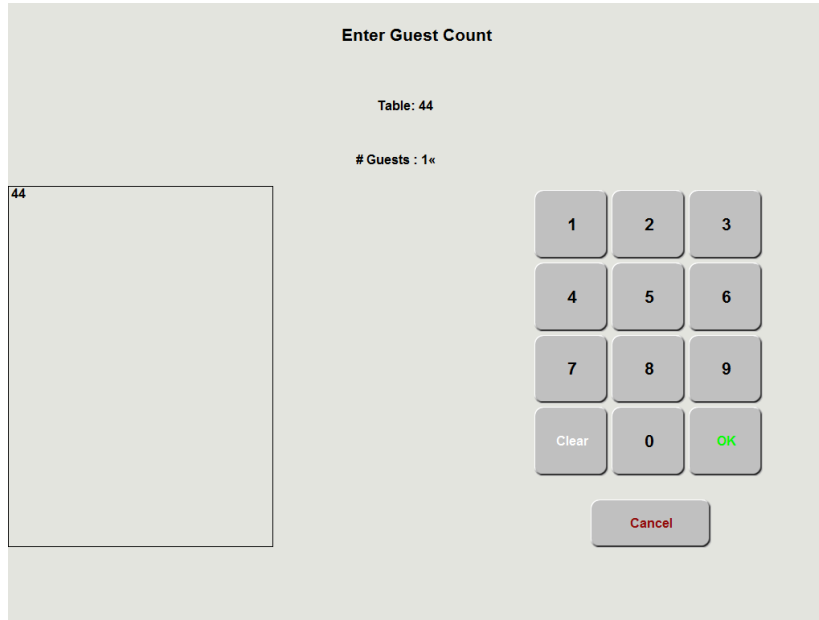 Enter Guest Count
Table: 44
# Guests : 1«
44
1 2 3
4 5 6
7 8 9
Clear 0 OK
Cancel